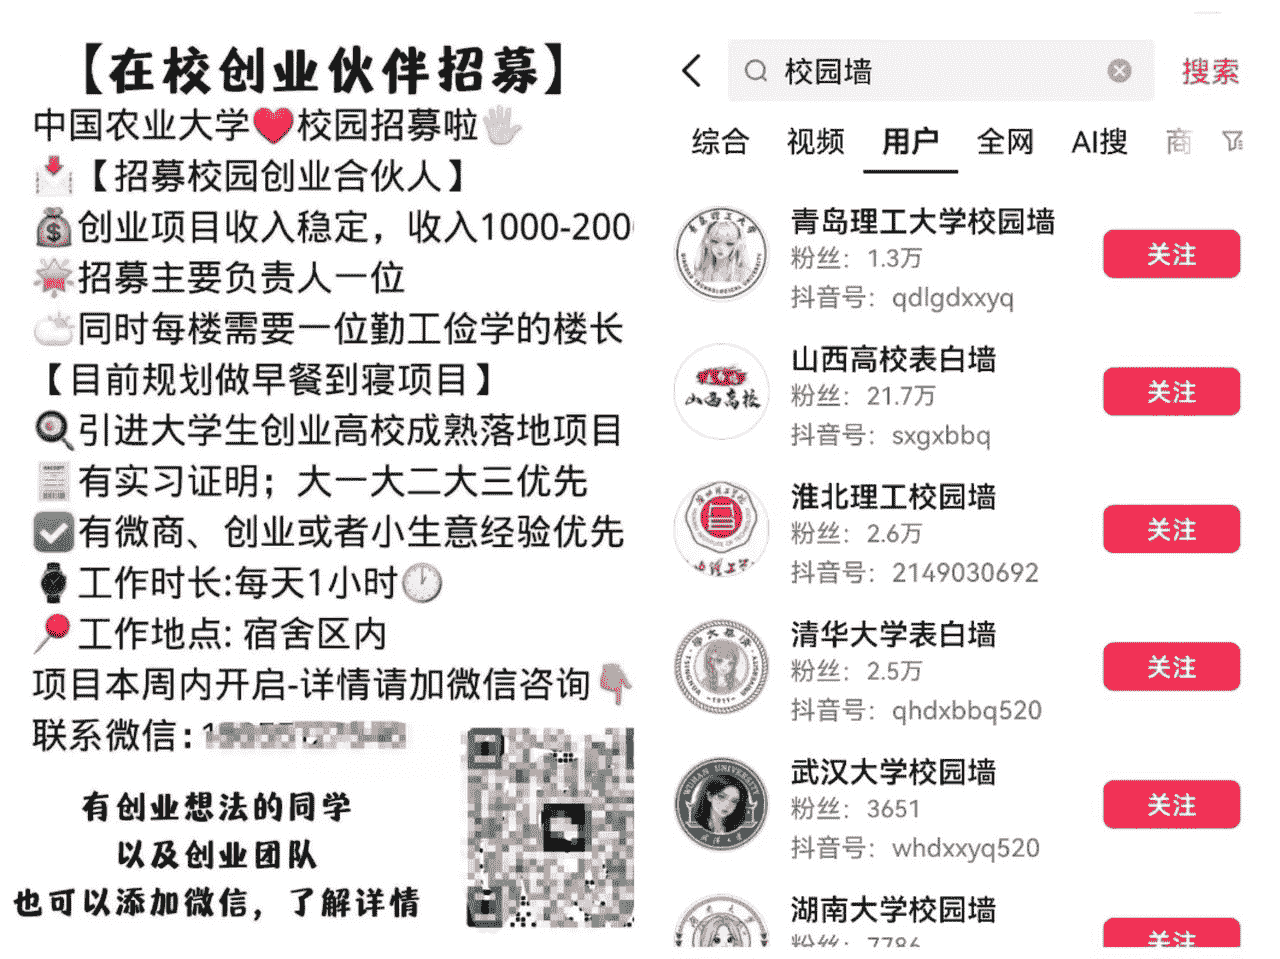 【在校创业伙伴招募】
中国农业大学❤️校园招募啦🖐
📩【招募校园创业合伙人】
💰创业项目收入稳定，收入1000-200
🌟招募主要负责人一位
⛅同时每楼需要一位勤工俭学的楼长
【目前规划做早餐到寝项目】
🔍引进大学生创业高校成熟落地项目
🧾有实习证明；大一大二大三优先
☑️有微商、创业或者小生意经验优先
⌚工作时长:每天1小时🕐
📍工作地点: 宿舍区内
项目本周内开启-详情请加微信咨询👇
联系微信:
有创业想法的同学
以及创业团队
也可以添加微信，了解详情
校园墙
搜索
综合 视频 用户 全网 AI搜 商
青岛理工大学校园墙
粉丝：1.3万
抖音号：qdlgdxxyq
关注
山西高校表白墙
粉丝：21.7万
抖音号：sxgxbbq
关注
山西高校
淮北理工校园墙
粉丝：2.6万
抖音号：2149030692
关注
清华大学表白墙
粉丝：2.5万
抖音号：qhdxbbq520
关注
武汉大学校园墙
粉丝：3651
抖音号：whdxxyq520
关注
WUHAN UNIVERSITY
湖南大学校园墙
粉丝：7786
关注